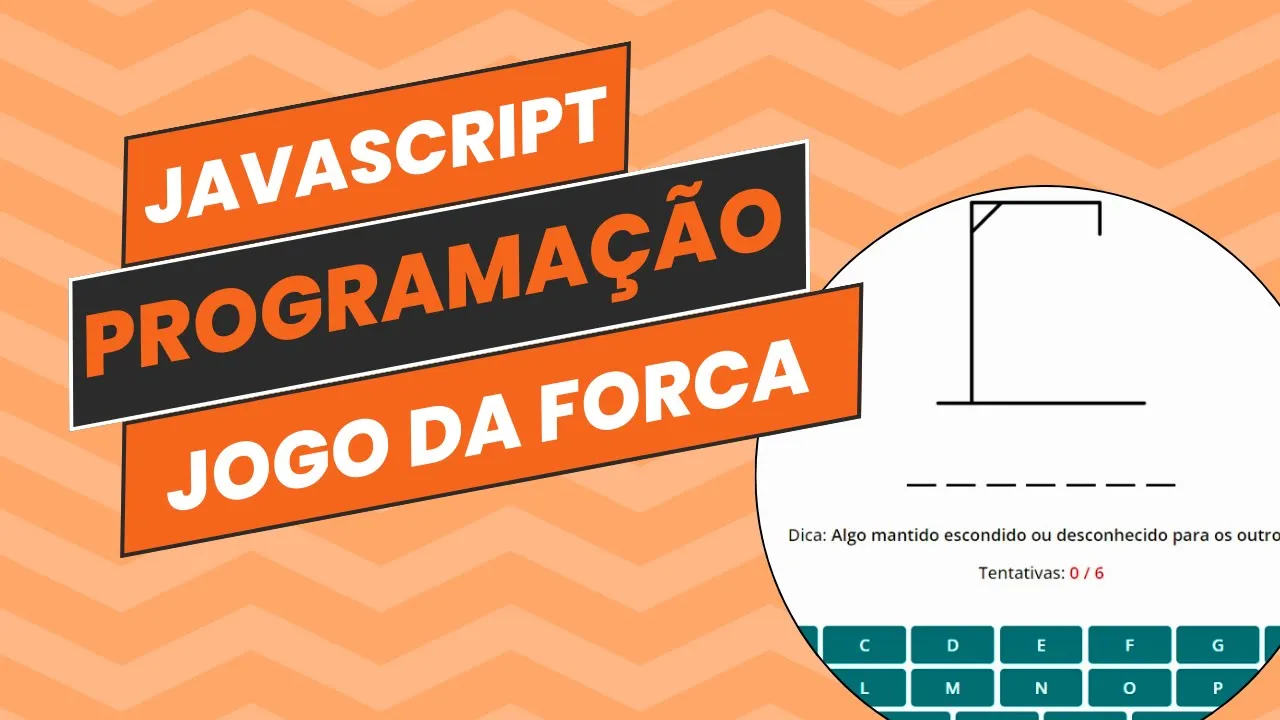 JAVASCRIPT
PROGRAMAÇÃO
JOGO DA FORCA
Dica: Algo mantido escondido ou desconhecido para os outro
Tentativas: 0 / 6
C D E F G
L M N O P